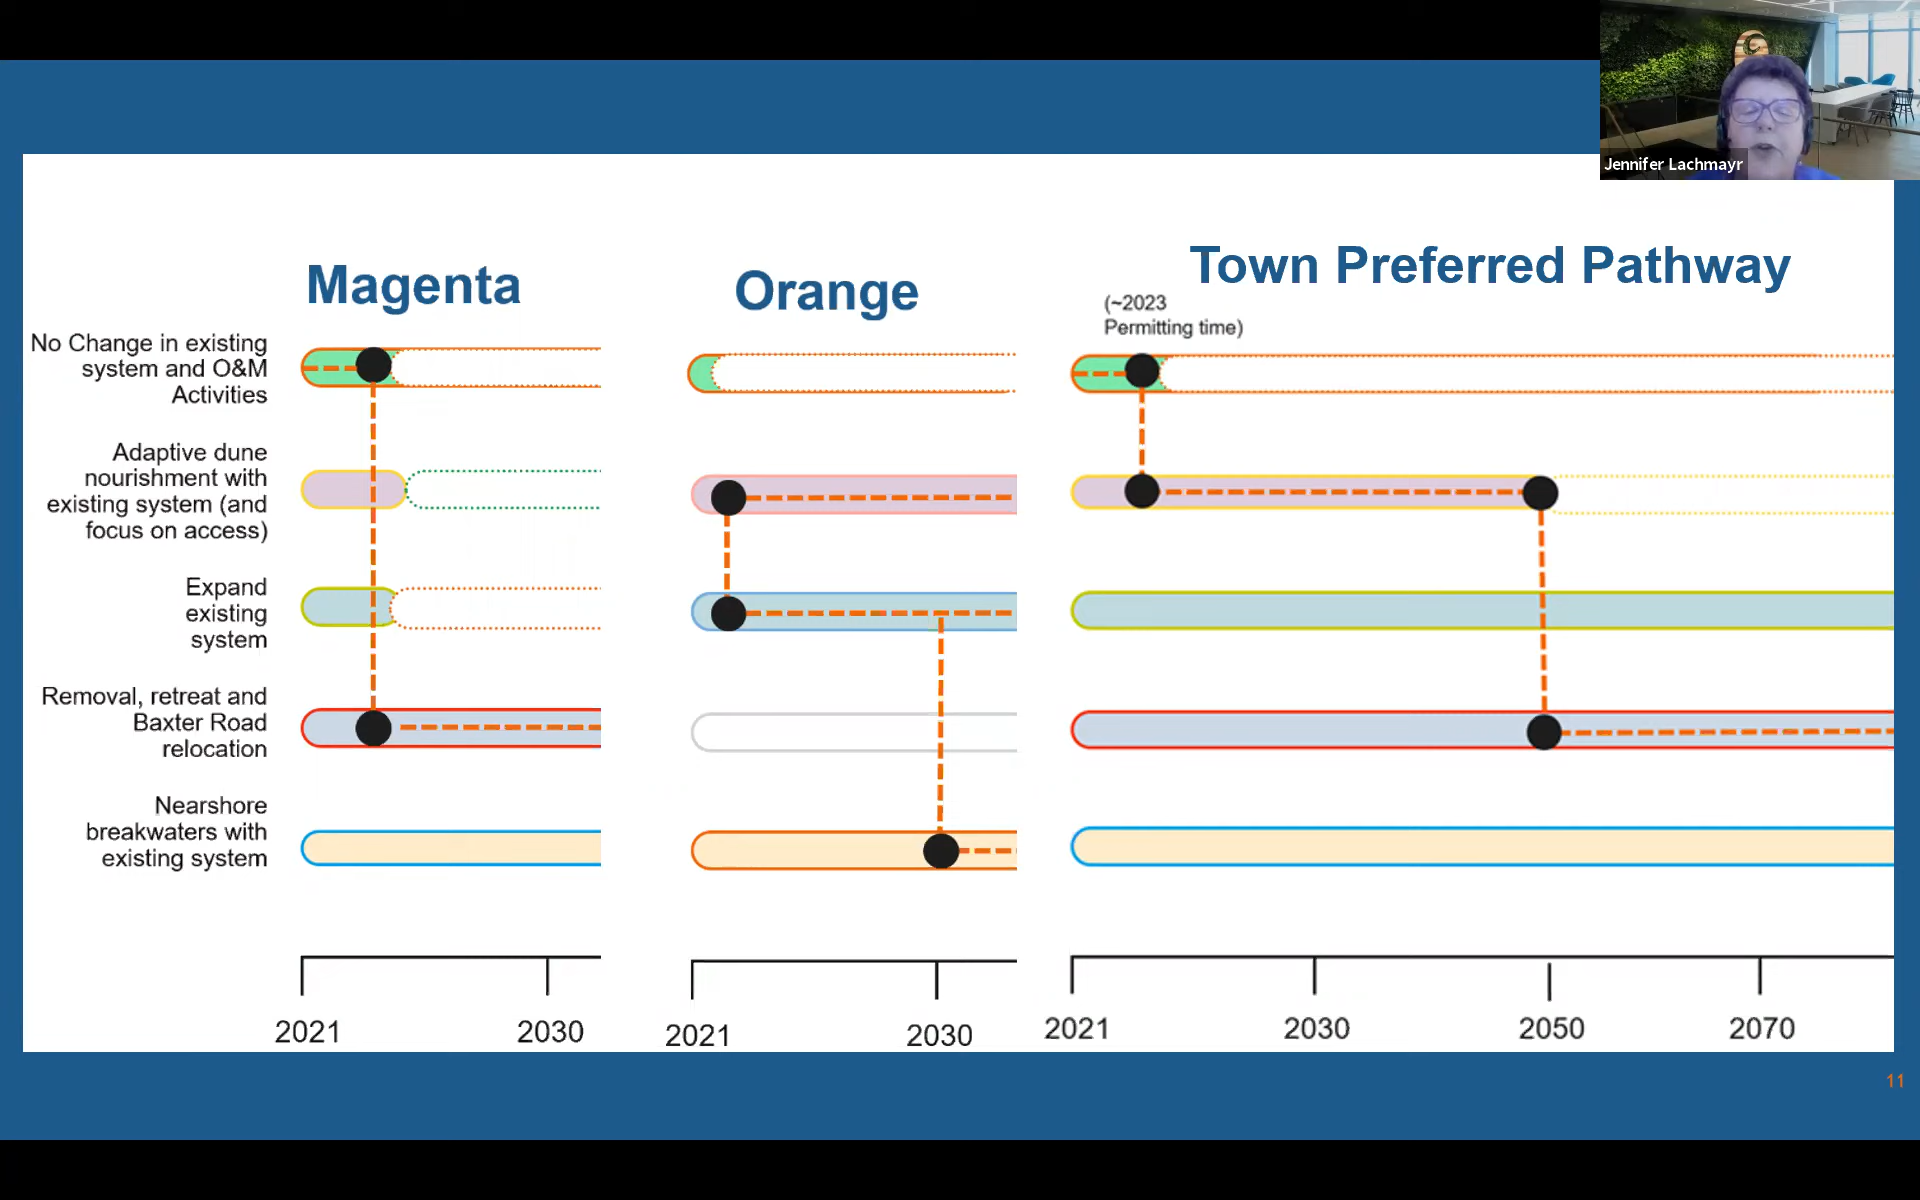 Jennifer Lachmayr
Magenta
Orange
Town Preferred Pathway
(~2023
Permitting time)
No Change in existing
system and O&M
Activities
Adaptive dune
nourishment with
existing system (and
focus on access)
Expand
existing
system
Removal, retreat and
Baxter Road
relocation
Nearshore
breakwaters with
existing system
2021 2030
2021 2030
2021 2030 2050 2070
11